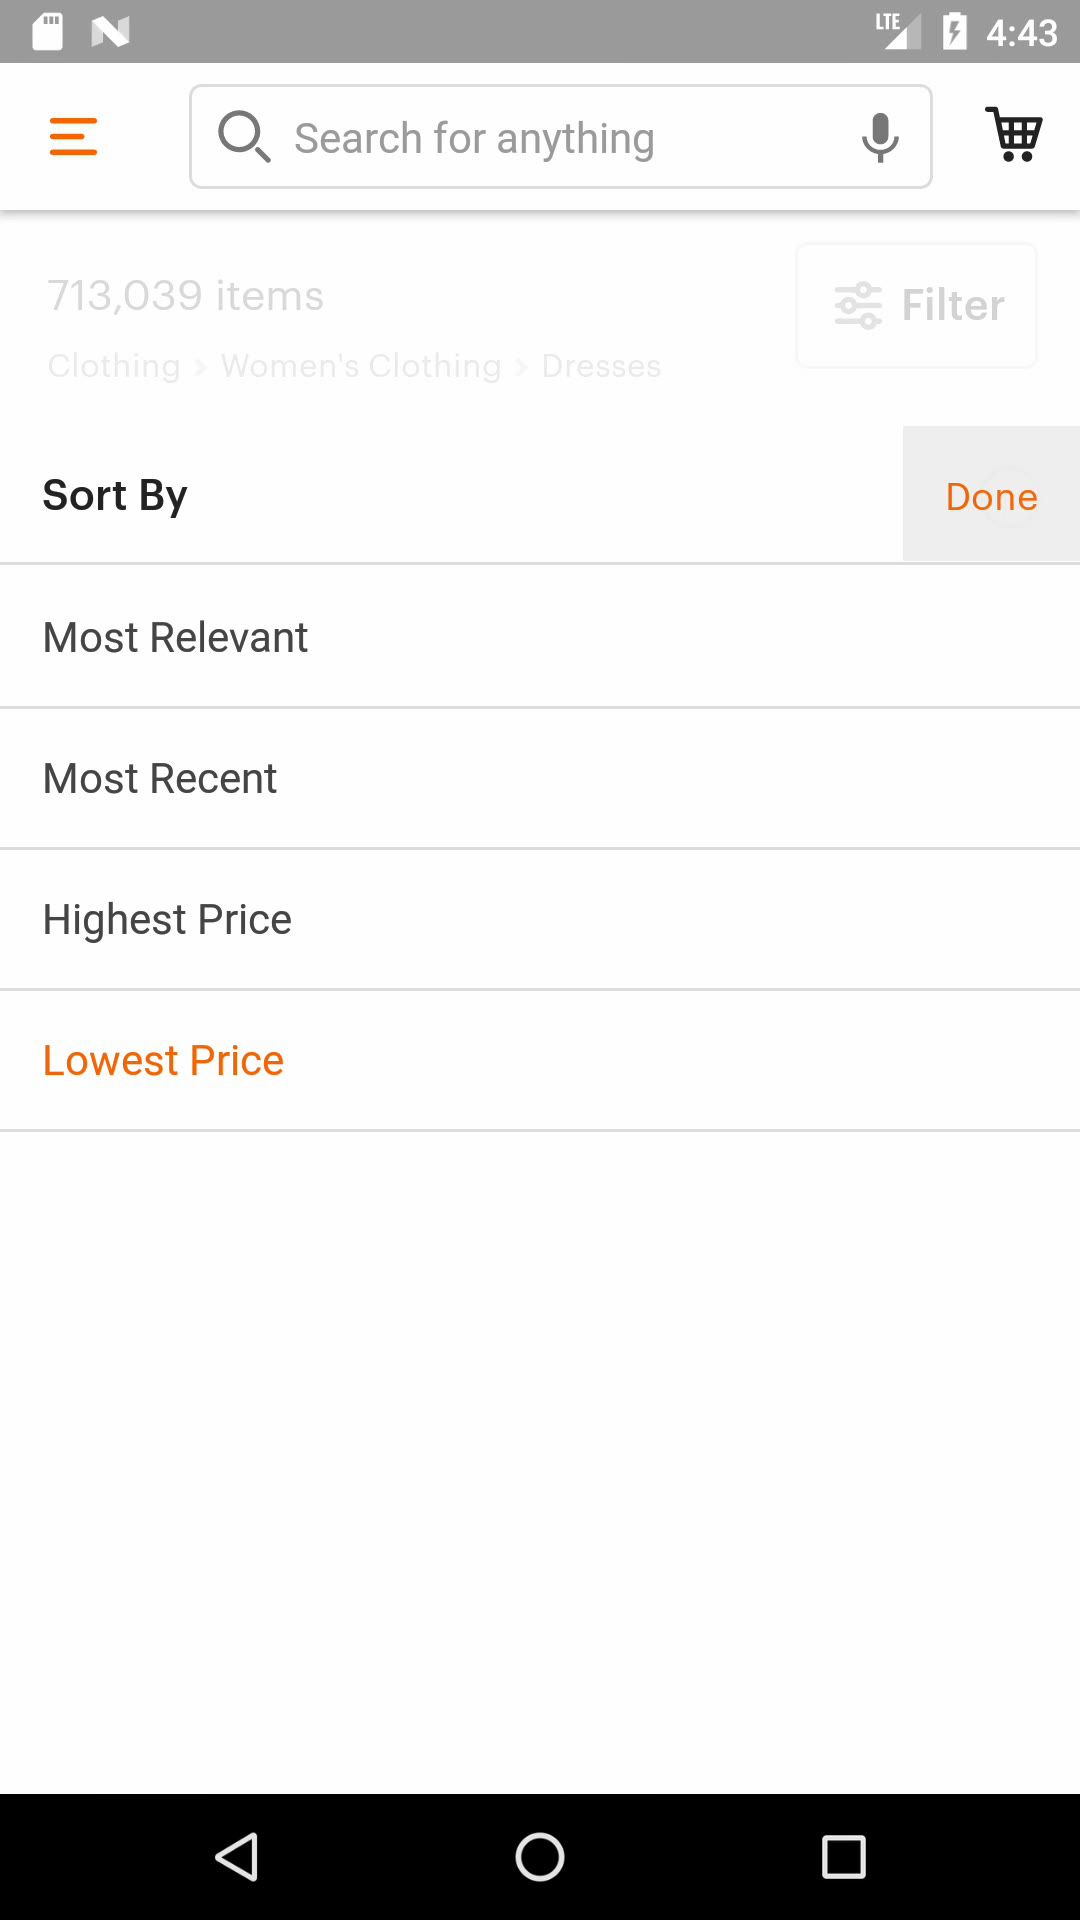 LTE 4:43
Search for anything
713,039 items
Filter
Clothing > Women's Clothing > Dresses
Sort By
Done
Most Relevant
Most Recent
Highest Price
Lowest Price